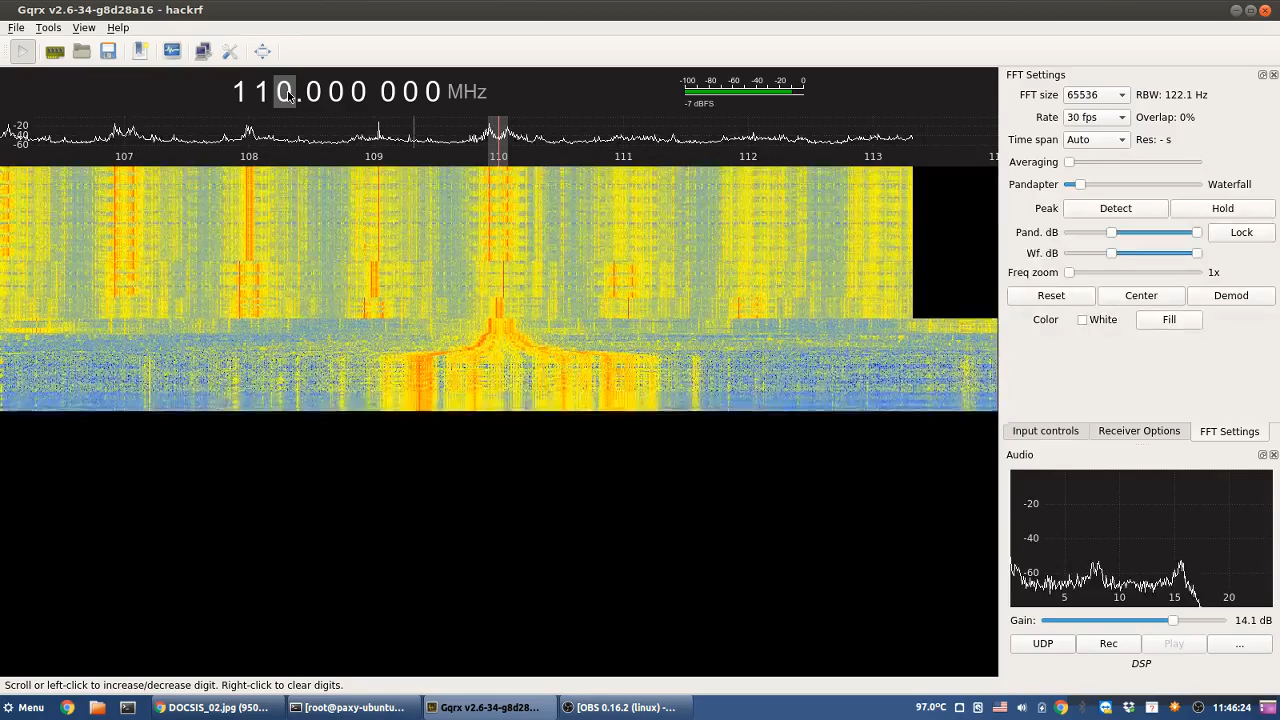 Gqrx v2.6-34-g8d28a16 - hackrf
File Tools View Help
110.000 000 MHz
-100 -80 -60 -40 -20 0
-7 dBFS
-20
-40
-60
107 108 109 110 111 112 113 11
FFT Settings
FFT size 65536 RBW: 122.1 Hz
Rate 30 fps Overlap: 0%
Time span Auto Res: - s
Averaging
Pandapter Waterfall
Peak Detect Hold
Pand. dB Lock
Wf. dB
Freq zoom 1x
Reset Center Demod
Color White Fill
Input controls Receiver Options FFT Settings
Audio
-20
-40
-60
5 10 15 20
Gain: 14.1 dB
UDP Rec Play ...
DSP
Scroll or left-click to increase/decrease digit. Right-click to clear digits.
Menu DOCSIS_02.jpg (950... [root@paxy-ubuntu... Gqrx v2.6-34-g8d28... [OBS 0.16.2 (linux) -... 97.0°C 11:46:24